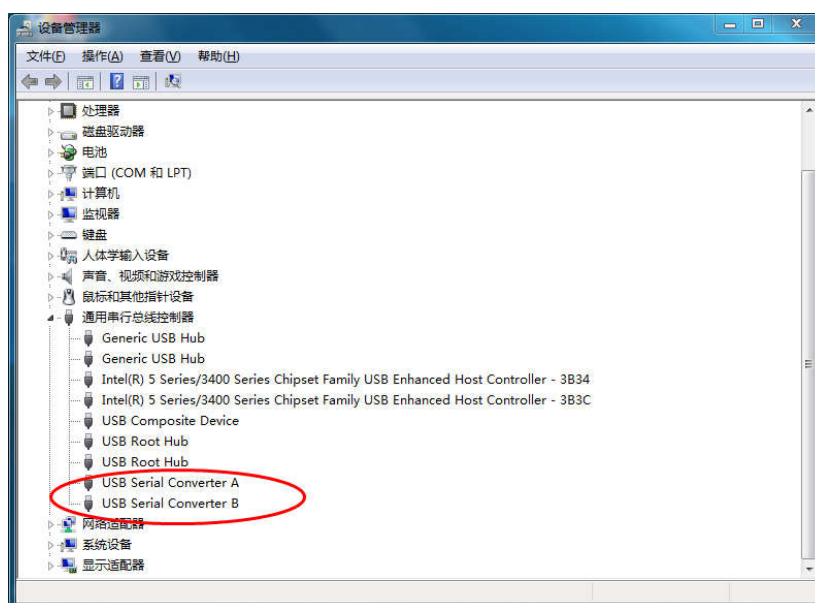 设备管理器
文件(F) 操作(A) 查看(V) 帮助(H)
处理器
磁盘驱动器
电池
端口 (COM 和 LPT)
计算机
监视器
键盘
人体学输入设备
声音、视频和游戏控制器
鼠标和其他指针设备
通用串行总线控制器
Generic USB Hub
Generic USB Hub
Intel(R) 5 Series/3400 Series Chipset Family USB Enhanced Host Controller - 3B34
Intel(R) 5 Series/3400 Series Chipset Family USB Enhanced Host Controller - 3B3C
USB Composite Device
USB Root Hub
USB Root Hub
USB Serial Converter A
USB Serial Converter B
网络适配器
系统设备
显示适配器